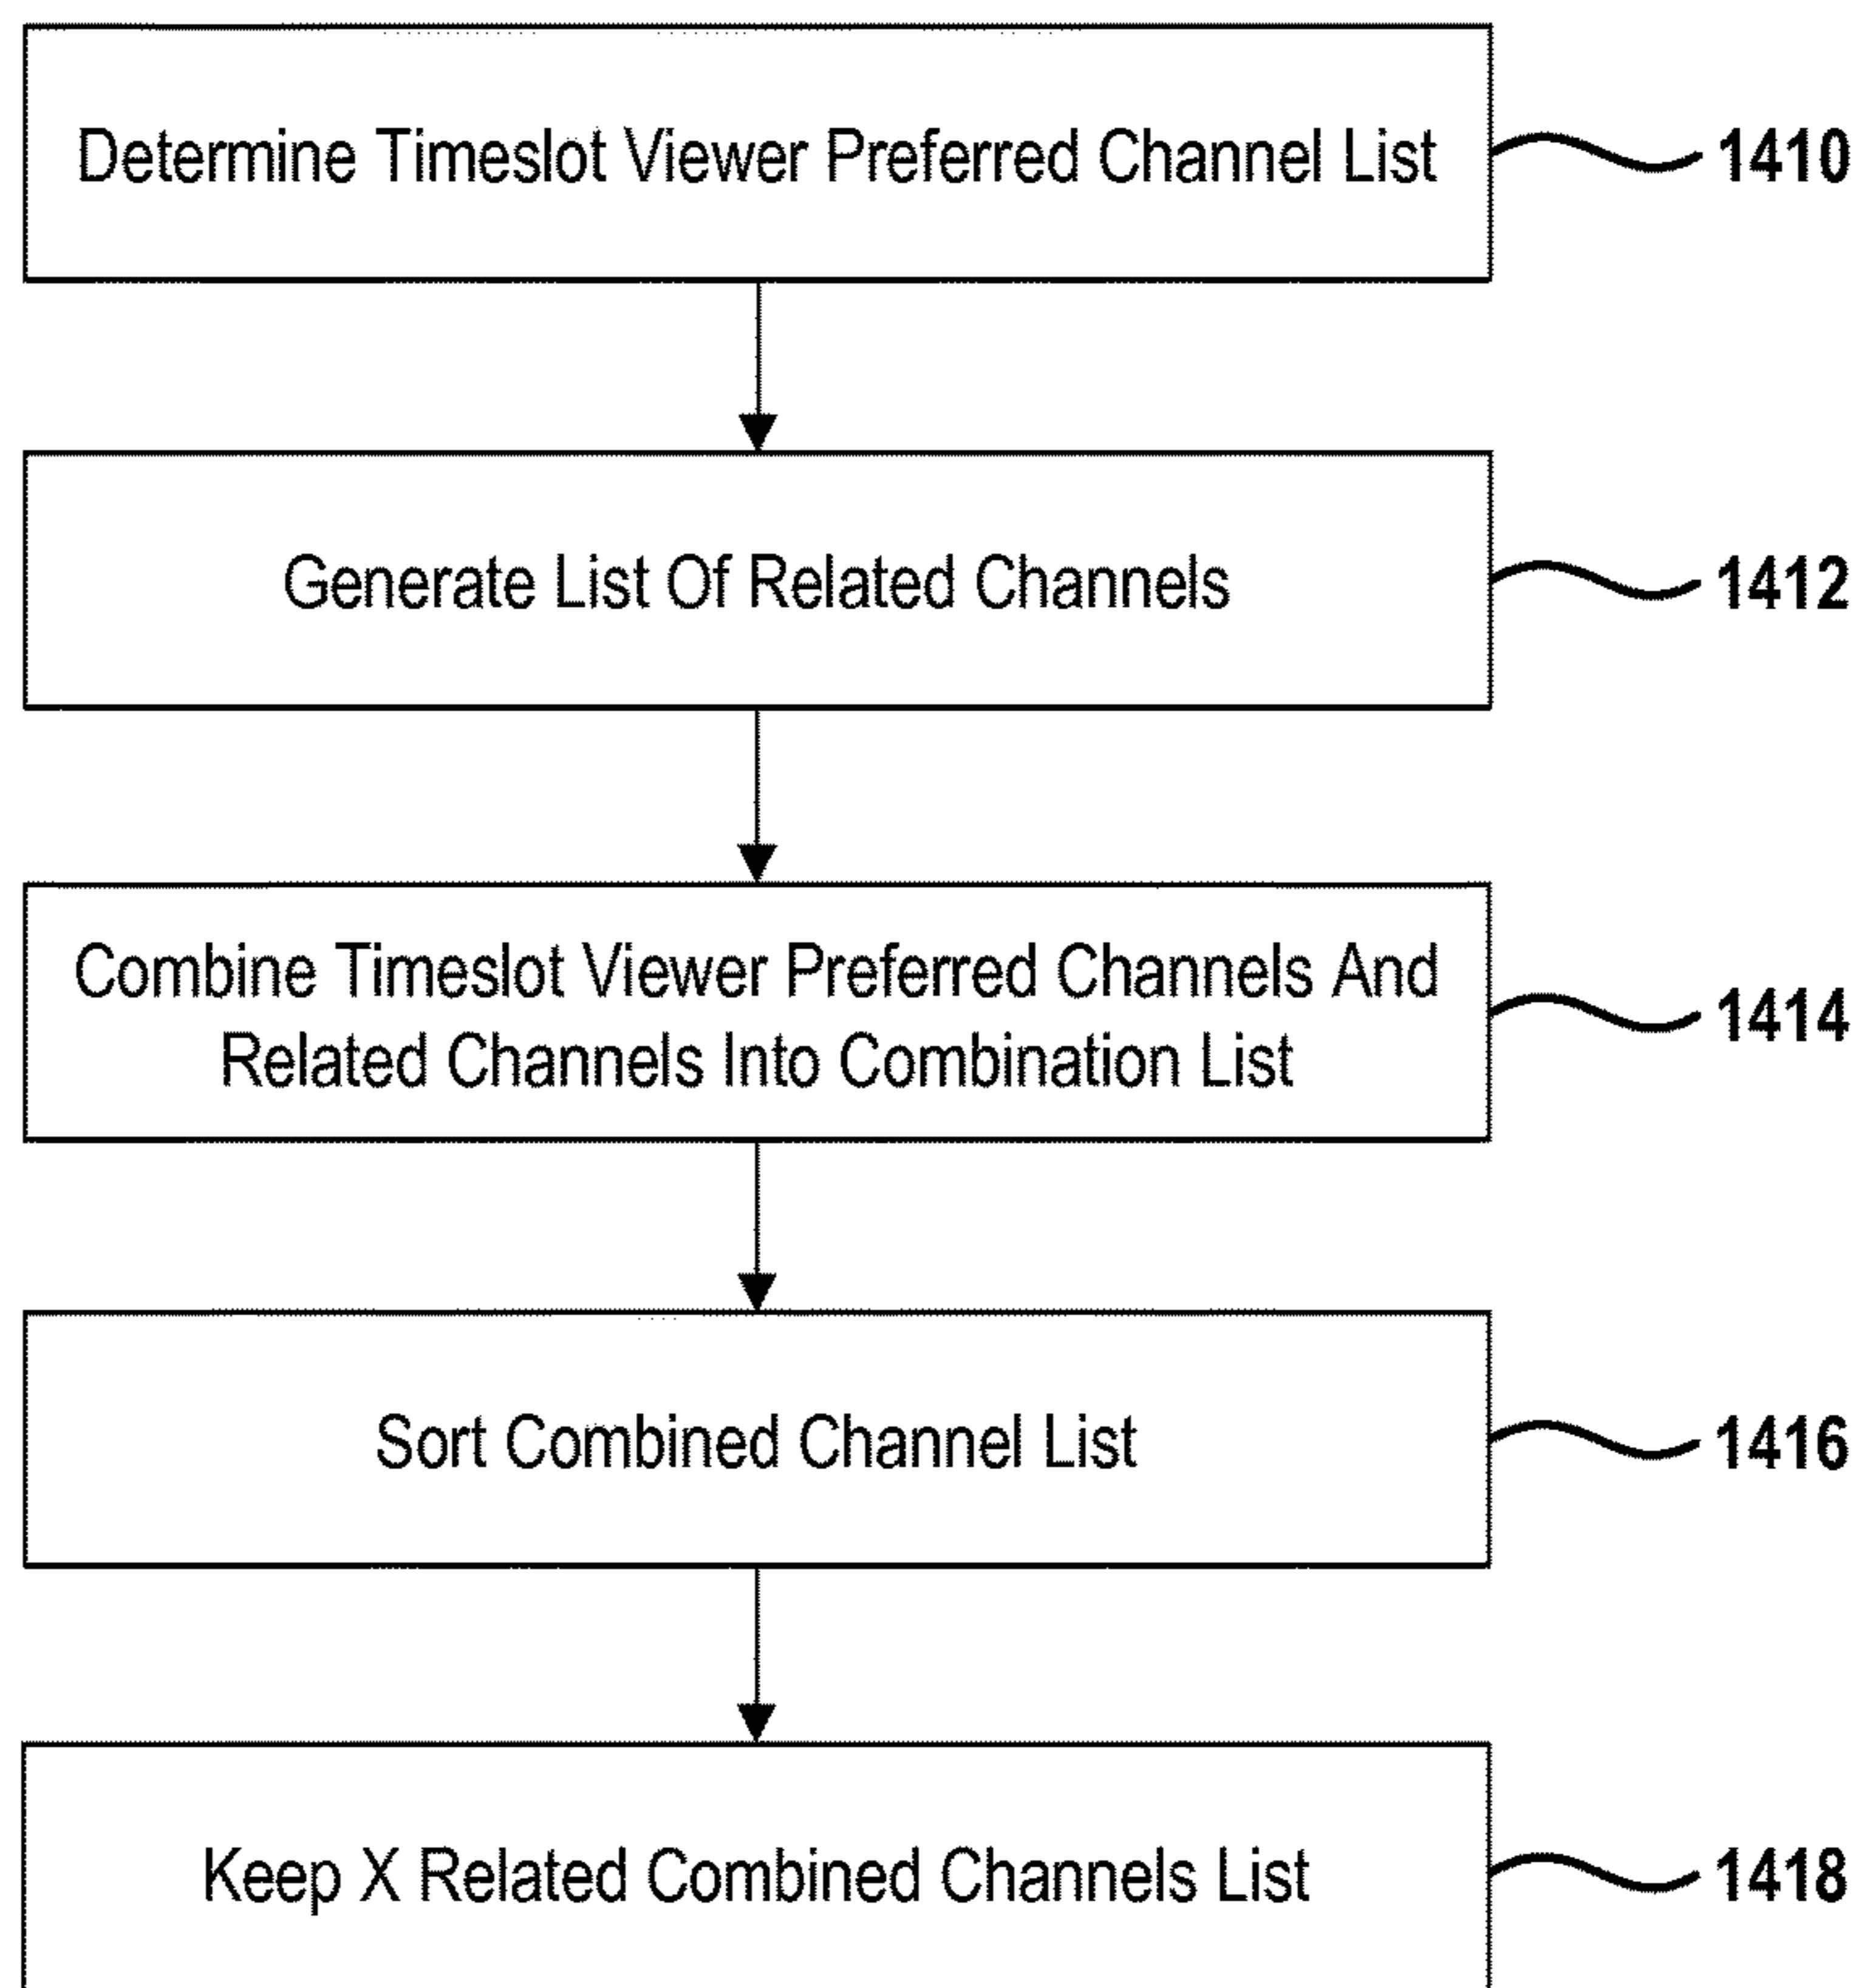 Determine Timeslot Viewer Preferred Channel List
1410
Generate List Of Related Channels
1412
Combine Timeslot Viewer Preferred Channels And
Related Channels Into Combination List
1414
Sort Combined Channel List
1416
Keep X Related Combined Channels List
1418